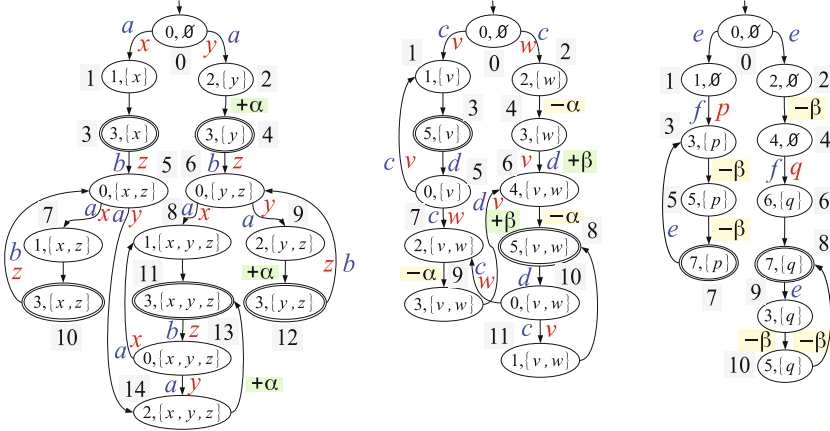 a x 0,∅ y a
0
1 1,{x} 2,{y} 2
+α
3 3,{x} 3,{y} 4
b z 5 6 b z
0,{x,z} 0,{y,z}
7 a x a y 8 a x a y 9
1,{x,z} 1,{x,y,z} 2,{y,z}
b z 11 +α z b
3,{x,z} 3,{x,y,z} 3,{y,z}
10 b z 13 12
x 0,{x,y,z}
a
14 a y +α
2,{x,y,z}
c v 0,∅ w c
0
1 1,{v} 2,{w} 2
3 4 −α
5,{v} 3,{w}
c v d 5 6 v d +β
0,{v} d v 4,{v,w}
7 c w +β −α 8
2,{v,w} 5,{v,w}
−α 9 c w d 10
3,{v,w} 0,{v,w}
11 c v
1,{v,w}
e 0,∅ e
0
1 1,∅ 2,∅ 2
f p −β
3 3,{p} 4,∅ 4
−β f q
5 5,{p} 6,{q} 6
e −β 8
7,{p} 7,{q}
7 9 e
3,{q}
−β −β
10 5,{q}